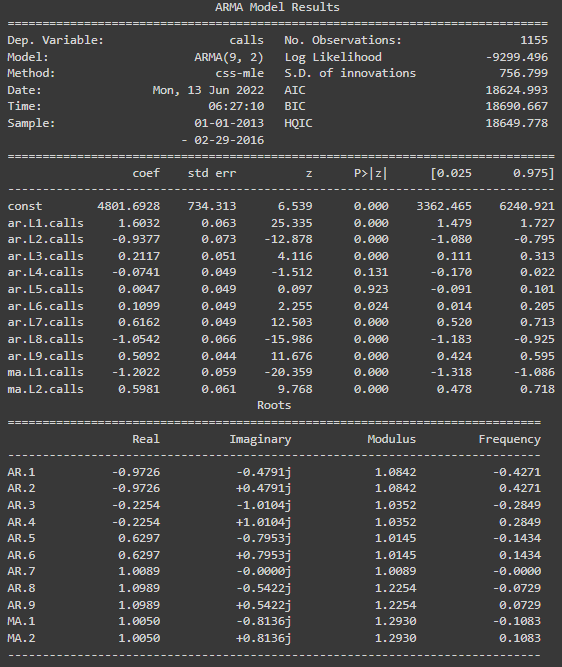 ARMA Model Results
==============================================================================
Dep. Variable: calls No. Observations: 1155
Model: ARMA(9, 2) Log Likelihood -9299.496
Method: css-mle S.D. of innovations 756.799
Date: Mon, 13 Jun 2022 AIC 18624.993
Time: 06:27:10 BIC 18690.667
Sample: 01-01-2013 HQIC 18649.778
- 02-29-2016
===============================================================================
coef std err z P>|z| [0.025 0.975]
-------------------------------------------------------------------------------
const 4801.6928 734.313 6.539 0.000 3362.465 6240.921
ar.L1.calls 1.6032 0.063 25.335 0.000 1.479 1.727
ar.L2.calls -0.9377 0.073 -12.878 0.000 -1.080 -0.795
ar.L3.calls 0.2117 0.051 4.116 0.000 0.111 0.313
ar.L4.calls -0.0741 0.049 -1.512 0.131 -0.170 0.022
ar.L5.calls 0.0047 0.049 0.097 0.923 -0.091 0.101
ar.L6.calls 0.1099 0.049 2.255 0.024 0.014 0.205
ar.L7.calls 0.6162 0.049 12.503 0.000 0.520 0.713
ar.L8.calls -1.0542 0.066 -15.986 0.000 -1.183 -0.925
ar.L9.calls 0.5092 0.044 11.676 0.000 0.424 0.595
ma.L1.calls -1.2022 0.059 -20.359 0.000 -1.318 -1.086
ma.L2.calls 0.5981 0.061 9.768 0.000 0.478 0.718
Roots
=============================================================================
Real Imaginary Modulus Frequency
-----------------------------------------------------------------------------
AR.1 -0.9726 -0.4791j 1.0842 -0.4271
AR.2 -0.9726 +0.4791j 1.0842 0.4271
AR.3 -0.2254 -1.0104j 1.0352 -0.2849
AR.4 -0.2254 +1.0104j 1.0352 0.2849
AR.5 0.6297 -0.7953j 1.0145 -0.1434
AR.6 0.6297 +0.7953j 1.0145 0.1434
AR.7 1.0089 -0.0000j 1.0089 -0.0000
AR.8 1.0989 -0.5422j 1.2254 -0.0729
AR.9 1.0989 +0.5422j 1.2254 0.0729
MA.1 1.0050 -0.8136j 1.2930 -0.1083
MA.2 1.0050 +0.8136j 1.2930 0.1083
-----------------------------------------------------------------------------